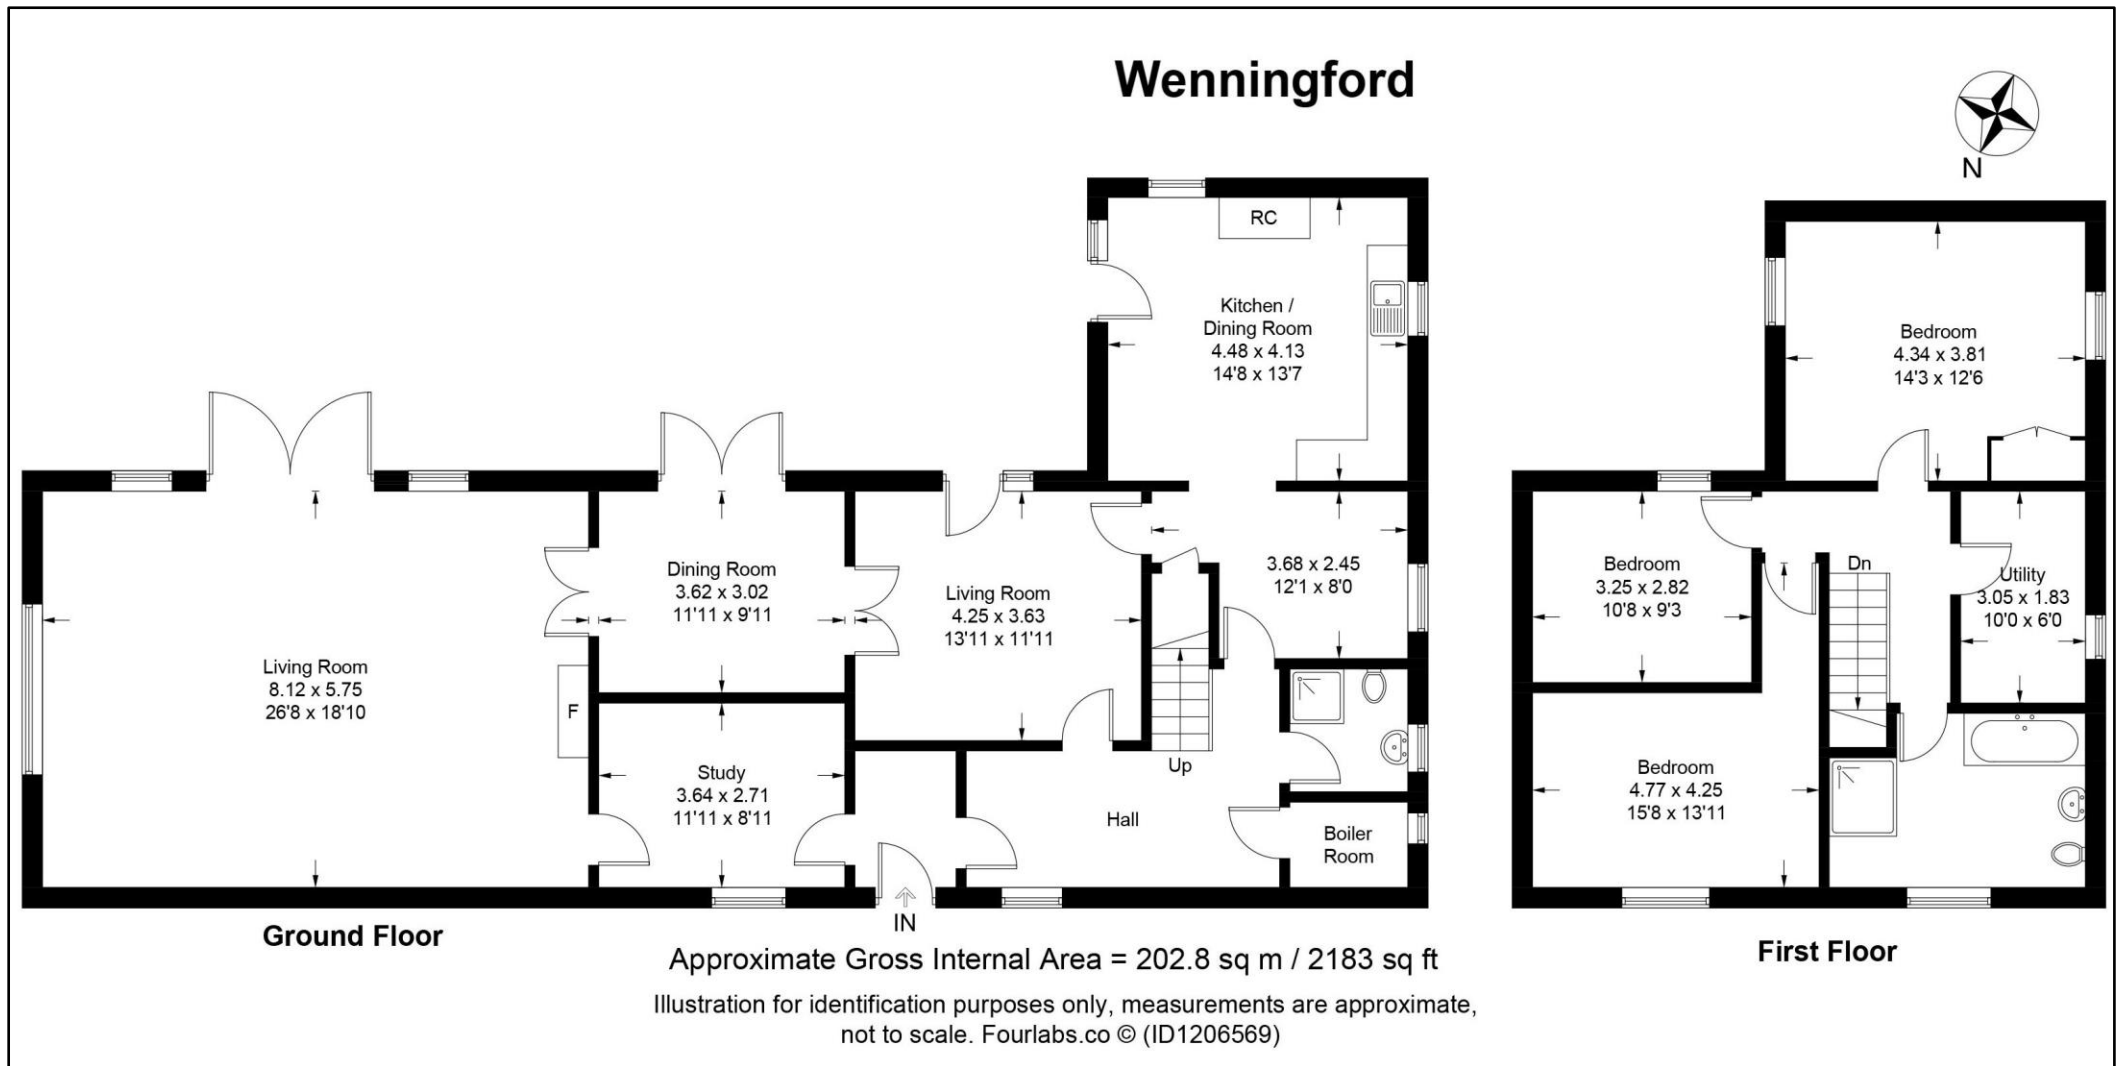 Wenningford
N
RC
Kitchen /
Dining Room
4.48 x 4.13
14'8 x 13'7
Dining Room
3.62 x 3.02
11'11 x 9'11
Living Room
4.25 x 3.63
13'11 x 11'11
3.68 x 2.45
12'1 x 8'0
Living Room
8.12 x 5.75
26'8 x 18'10
F
Study
3.64 x 2.71
11'11 x 8'11
Up
Hall
Boiler
Room
IN
Ground Floor
Bedroom
4.34 x 3.81
14'3 x 12'6
Bedroom
3.25 x 2.82
10'8 x 9'3
Dn
Utility
3.05 x 1.83
10'0 x 6'0
Bedroom
4.77 x 4.25
15'8 x 13'11
First Floor
Approximate Gross Internal Area = 202.8 sq m / 2183 sq ft
Illustration for identification purposes only, measurements are approximate,
not to scale. Fourlabs.co © (ID1206569)